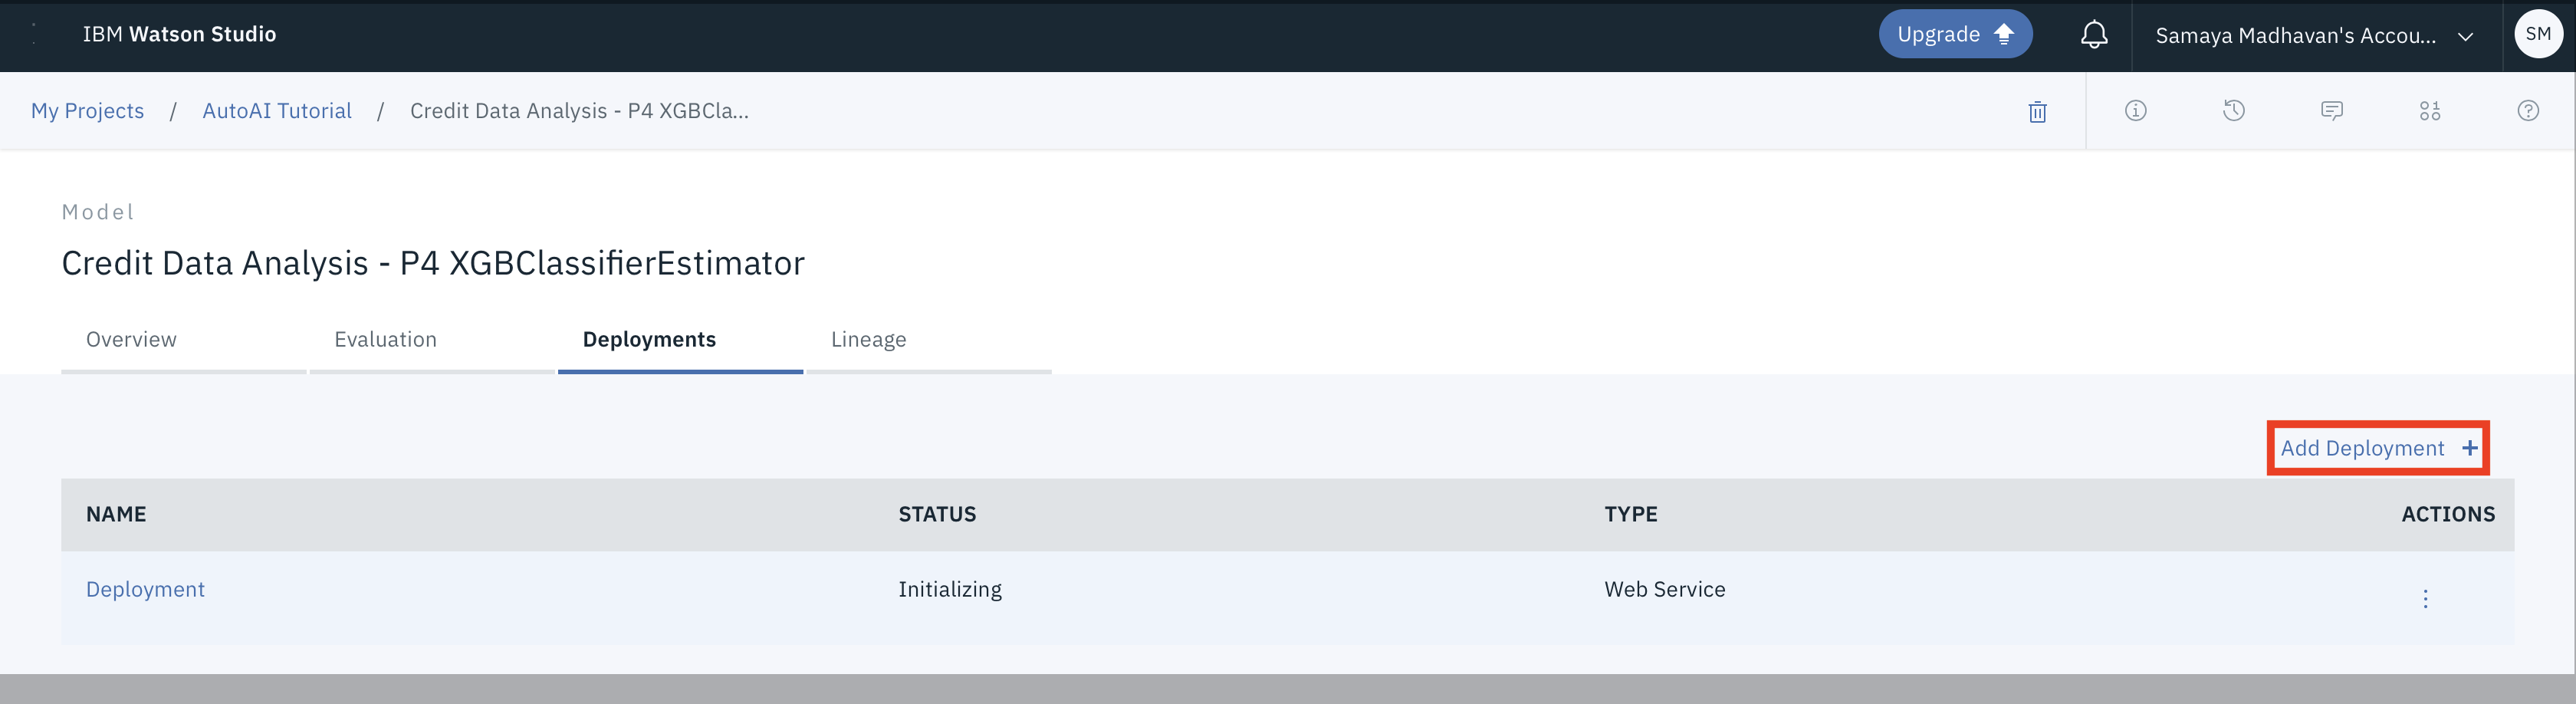 IBM Watson Studio
Upgrade
Samaya Madhavan's Accou...
SM
My Projects / AutoAI Tutorial / Credit Data Analysis - P4 XGBCla...
Model
Credit Data Analysis - P4 XGBClassifierEstimator
Overview Evaluation Deployments Lineage
Add Deployment +
NAME STATUS TYPE ACTIONS
Deployment Initializing Web Service